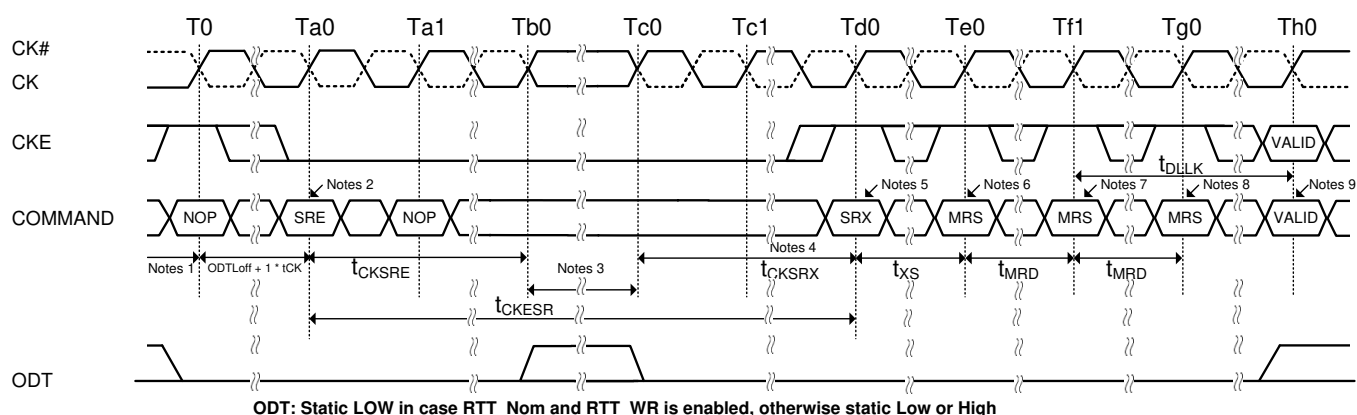 T0 Ta0 Ta1 Tb0 Tc0 Tc1 Td0 Te0 Tf1 Tg0 Th0
CK#
CK
CKE VALID
tDLLK
Notes 2 Notes 5 Notes 6 Notes 7 Notes 8 Notes 9
COMMAND NOP SRE NOP SRX MRS MRS MRS VALID
Notes 4
Notes 1 ODTLoff + 1 * tCK tCKSRE Notes 3 tCKSRX tXS tMRD tMRD
tCKESR
ODT
ODT: Static LOW in case RTT_Nom and RTT_WR is enabled, otherwise static Low or High